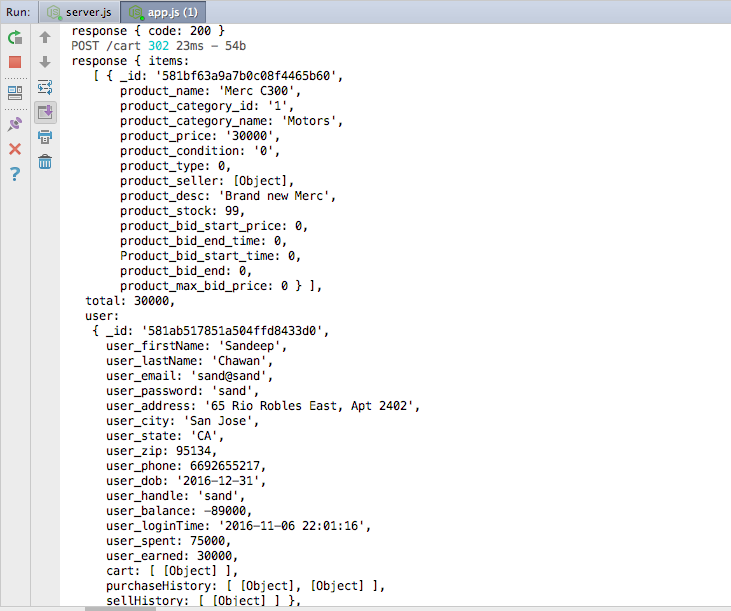 Run: server.js app.js (1)
response { code: 200 }
POST /cart 302 23ms – 54b
response { items:
[ { _id: '581bf63a9a7b0c08f4465b60',
product_name: 'Merc C300',
product_category_id: '1',
product_category_name: 'Motors',
product_price: '30000',
product_condition: '0',
product_type: 0,
product_seller: [Object],
product_desc: 'Brand new Merc',
product_stock: 99,
product_bid_start_price: 0,
product_bid_end_time: 0,
Product_bid_start_time: 0,
product_bid_end: 0,
product_max_bid_price: 0 } ],
total: 30000,
user:
{ _id: '581ab517851a504ffd8433d0',
user_firstName: 'Sandeep',
user_lastName: 'Chawan',
user_email: 'sand@sand',
user_password: 'sand',
user_address: '65 Rio Robles East, Apt 2402',
user_city: 'San Jose',
user_state: 'CA',
user_zip: 95134,
user_phone: 6692655217,
user_dob: '2016-12-31',
user_handle: 'sand',
user_balance: -89000,
user_loginTime: '2016-11-06 22:01:16',
user_spent: 75000,
user_earned: 30000,
cart: [ [Object] ],
purchaseHistory: [ [Object], [Object] ],
sellHistory: [ [Object] ] },